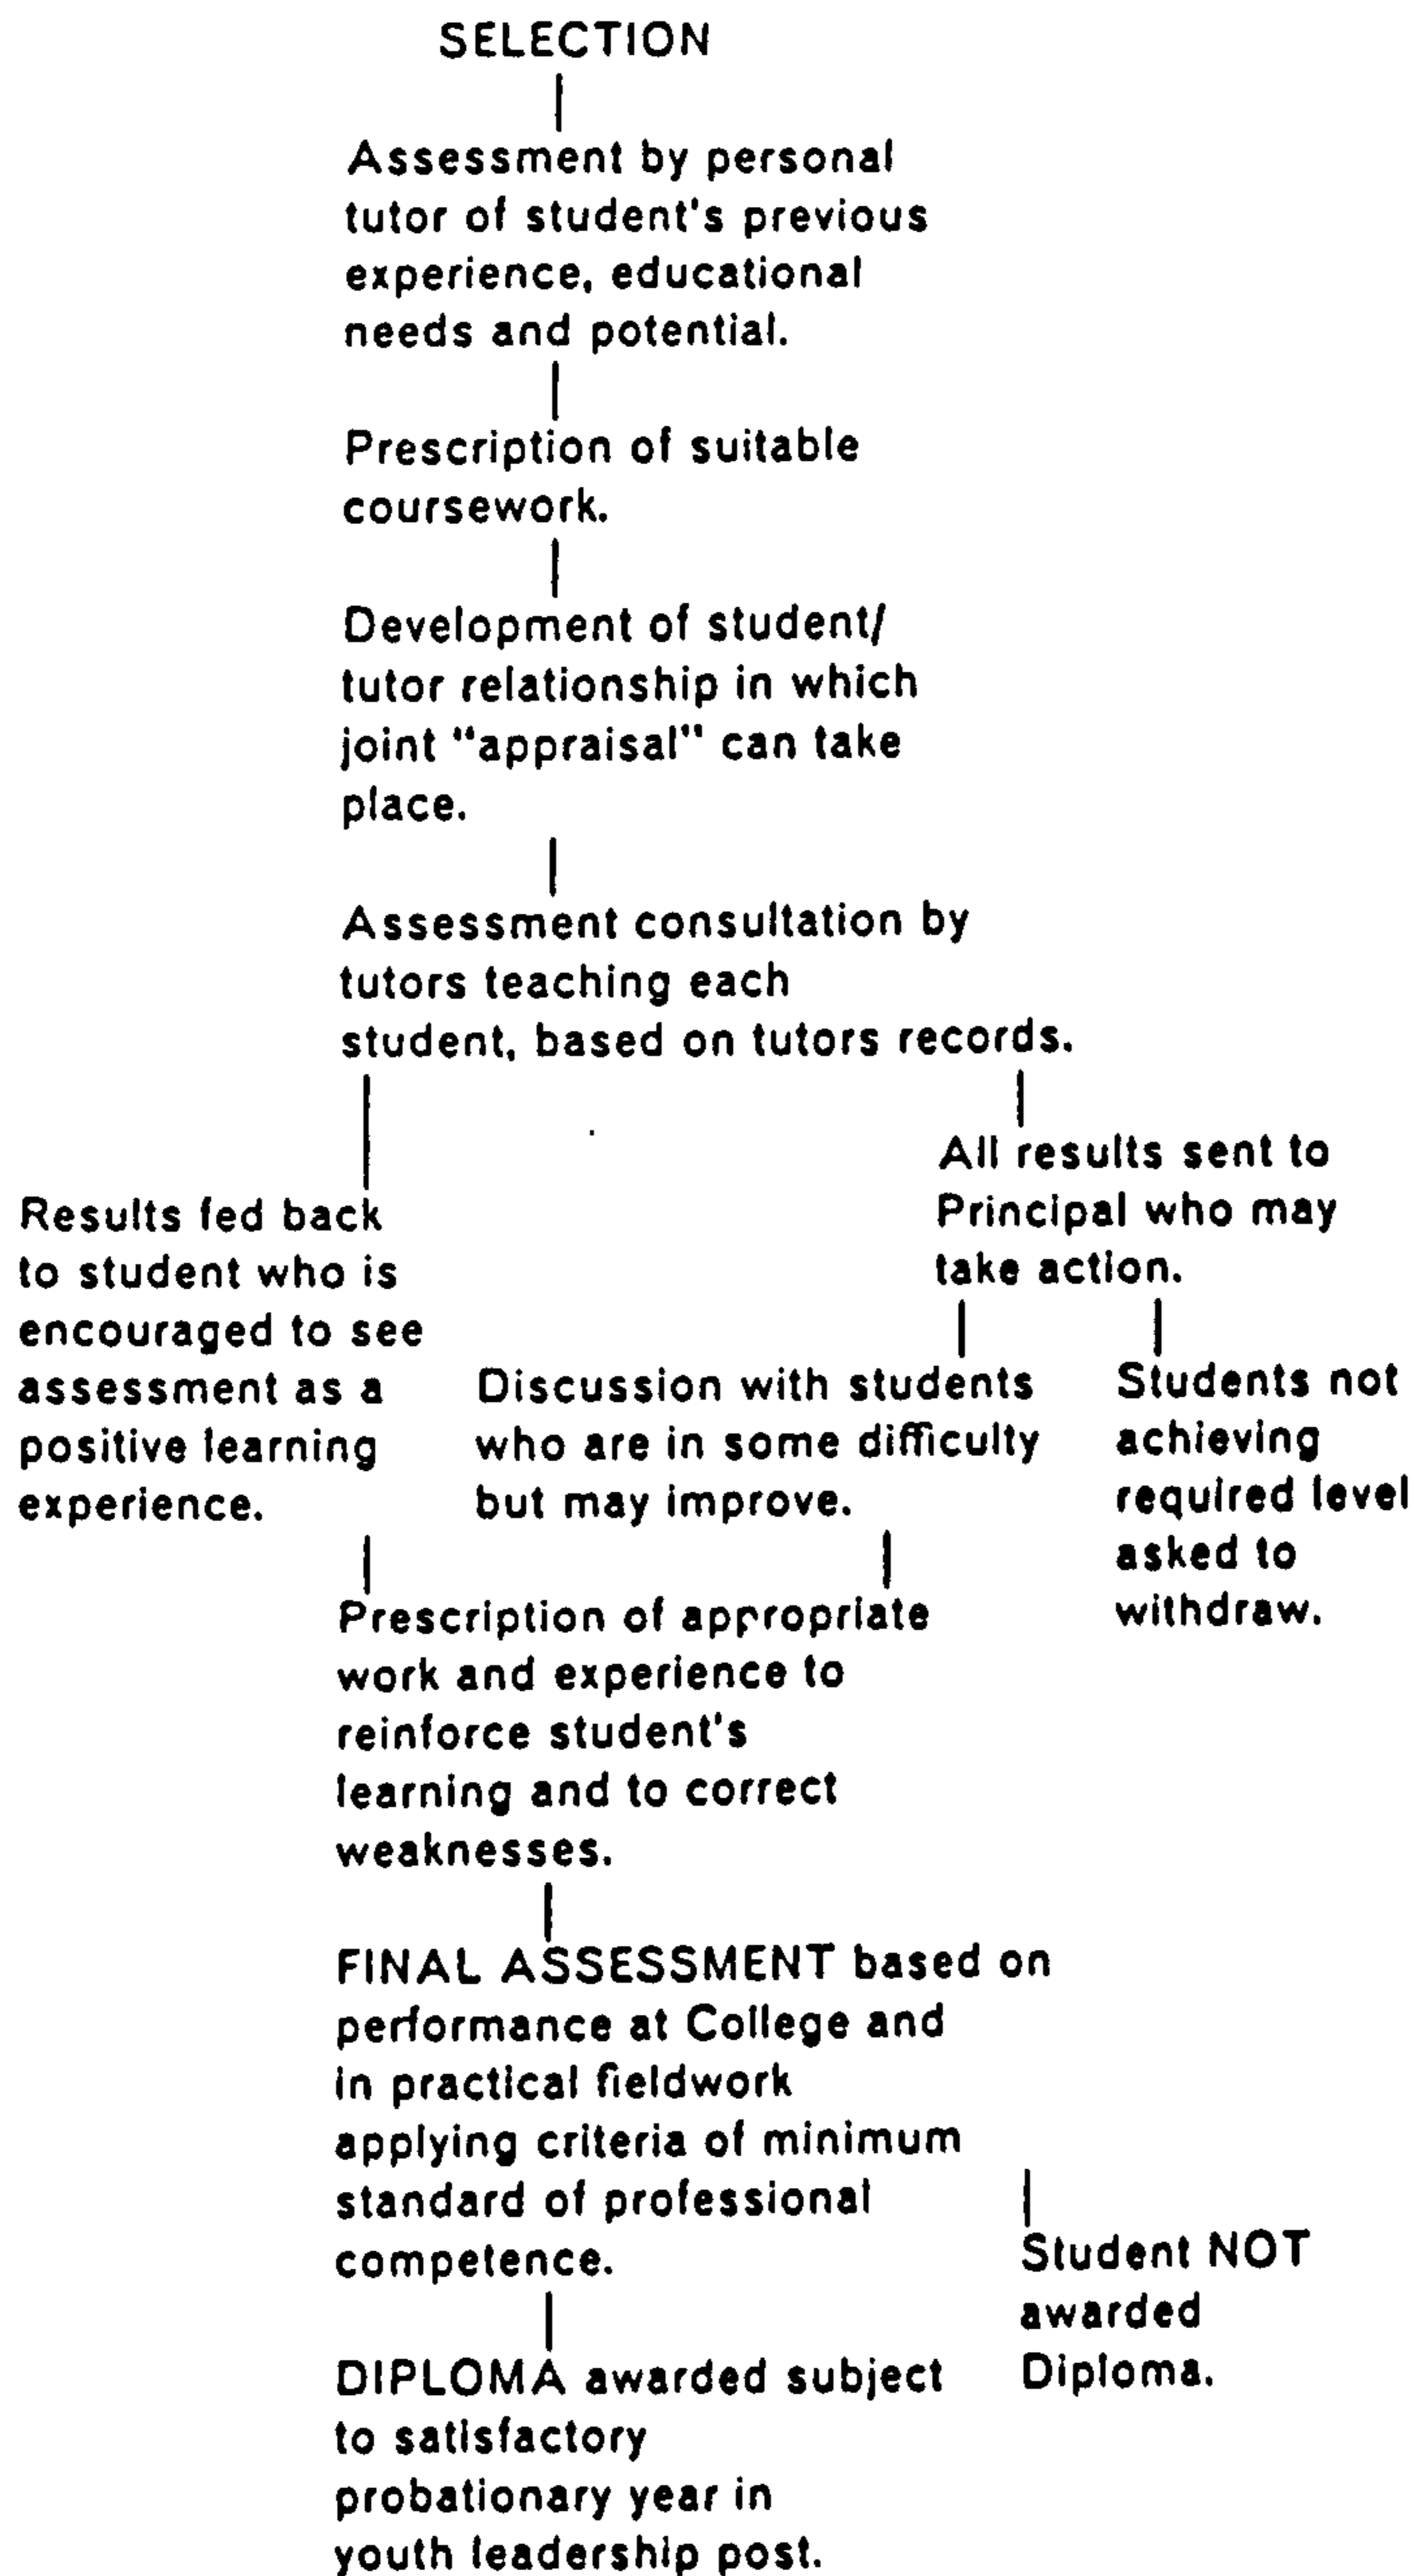 SELECTION
Assessment by personal
tutor of student's previous
experience, educational
needs and potential.
Prescription of suitable
coursework.
Development of student/
tutor relationship in which
joint "appraisal" can take
place.
Assessment consultation by
tutors teaching each
student, based on tutors records.
Results fed back
to student who is
encouraged to see
assessment as a
positive learning
experience.
All results sent to
Principal who may
take action.
Discussion with students
who are in some difficulty
but may improve.
Students not
achieving
required level
asked to
withdraw.
Prescription of appropriate
work and experience to
reinforce student's
learning and to correct
weaknesses.
FINAL ASSESSMENT based on
performance at College and
in practical fieldwork
applying criteria of minimum
standard of professional
competence.
Student NOT
awarded
Diploma.
DIPLOMA awarded subject
to satisfactory
probationary year in
youth leadership post.